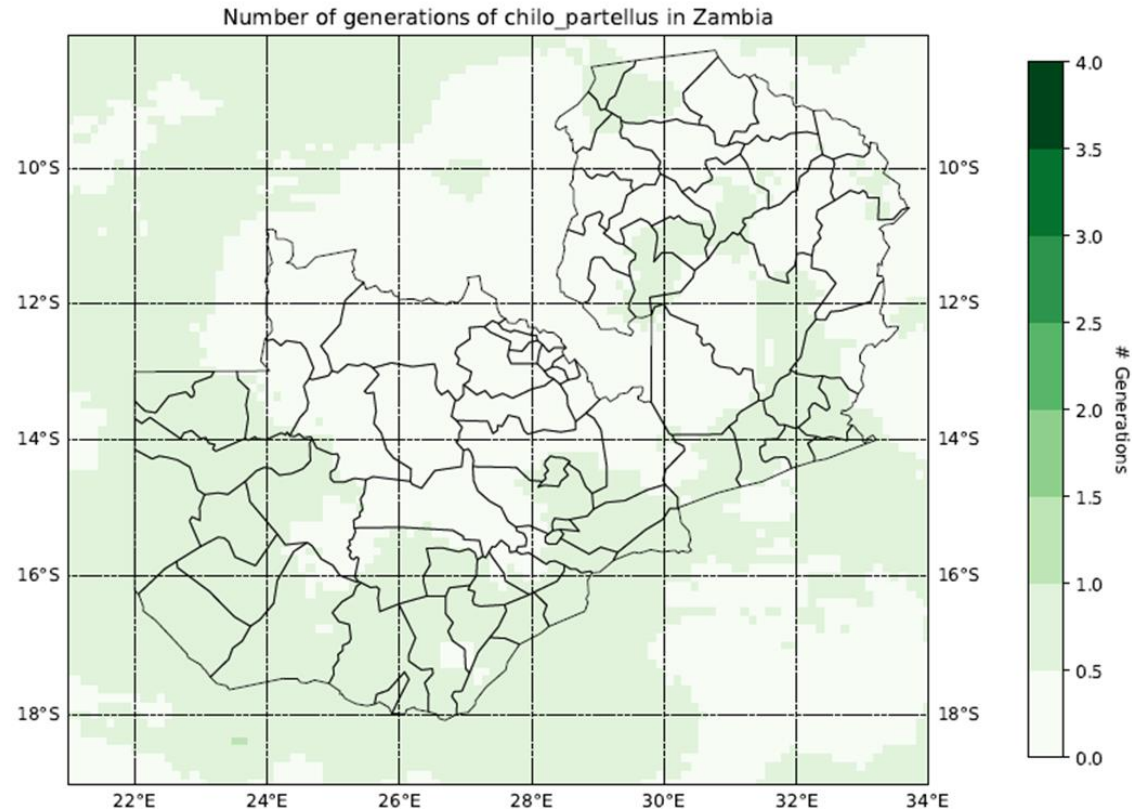 Number of generations of chilo_partellus in Zambia
4.0
3.5
10°S
10°S
3.0
12°S
12°S
2.5
# Generations
2.0
14°S
14°S
1.5
16°S
16°S
1.0
0.5
18°S
18°S
0.0
22°E 24°E 26°E 28°E 30°E 32°E 34°E